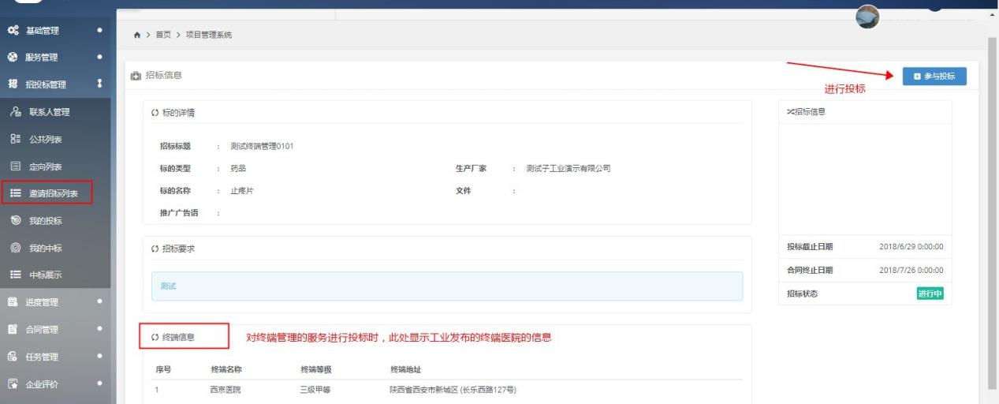 基础管理
服务管理
招投标管理
联系人管理
公共列表
定向列表
邀请招标列表
我的投标
我的中标
中标展示
进度管理
合同管理
任务管理
企业评价
首页 > 项目管理系统
招标信息
参与投标
进行投标
标的详情
招标标题 : 测试终端管理0101
标的类型 : 药品 生产厂家 : 测试子工业演示有限公司
标的名称 : 止疼片 文件 :
推广广告语 :
招标要求
测试
终端信息
对终端管理的服务进行投标时，此处显示工业发布的终端医院的信息
序号 终端名称 终端等级 终端地址
1 西京医院 三级甲等 陕西省西安市新城区 (长乐西路127号)
招标信息
投标截止日期 2018/6/29 0:00:00
合同终止日期 2018/7/26 0:00:00
招标状态 进行中